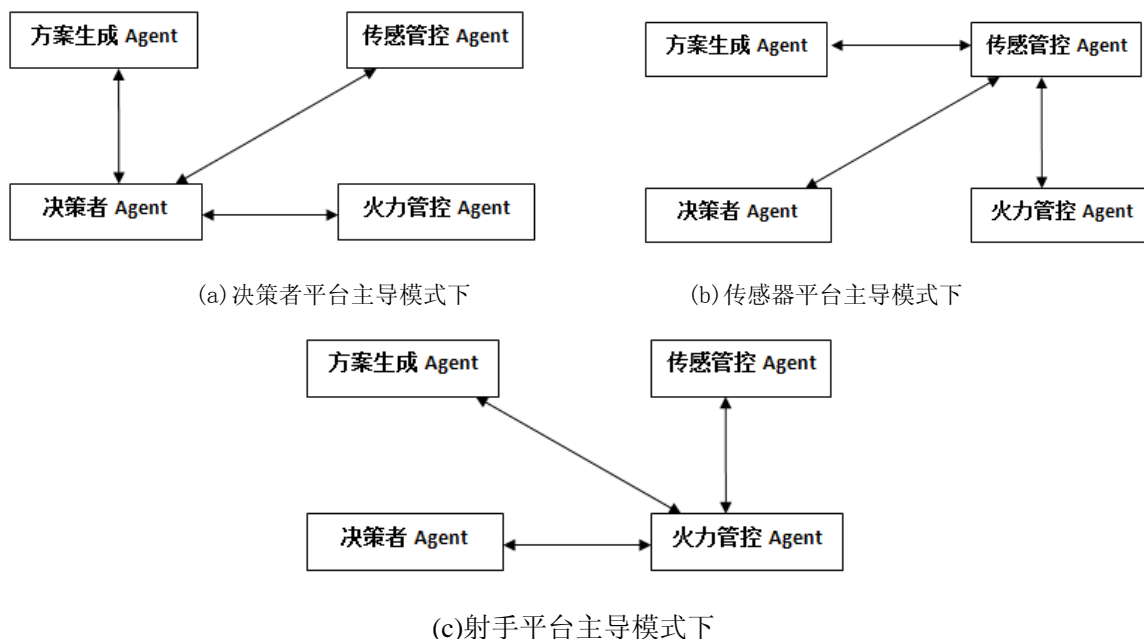 方案生成 Agent
传感管控 Agent
决策者 Agent
火力管控 Agent
(a)决策者平台主导模式下
方案生成 Agent
传感管控 Agent
决策者 Agent
火力管控 Agent
(b)传感器平台主导模式下
方案生成 Agent
传感管控 Agent
决策者 Agent
火力管控 Agent
(c)射手平台主导模式下